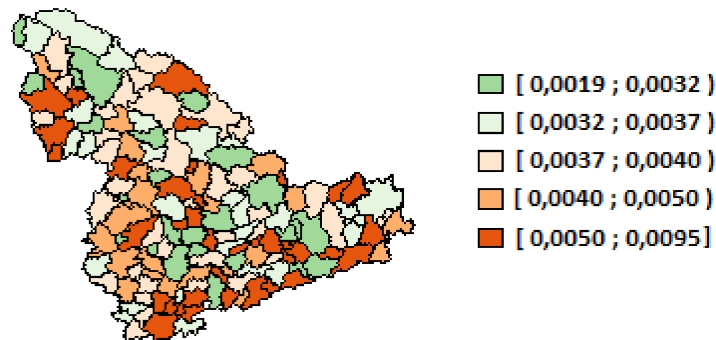 [ 0,0019 ; 0,0032 )
[ 0,0032 ; 0,0037 )
[ 0,0037 ; 0,0040 )
[ 0,0040 ; 0,0050 )
[ 0,0050 ; 0,0095]